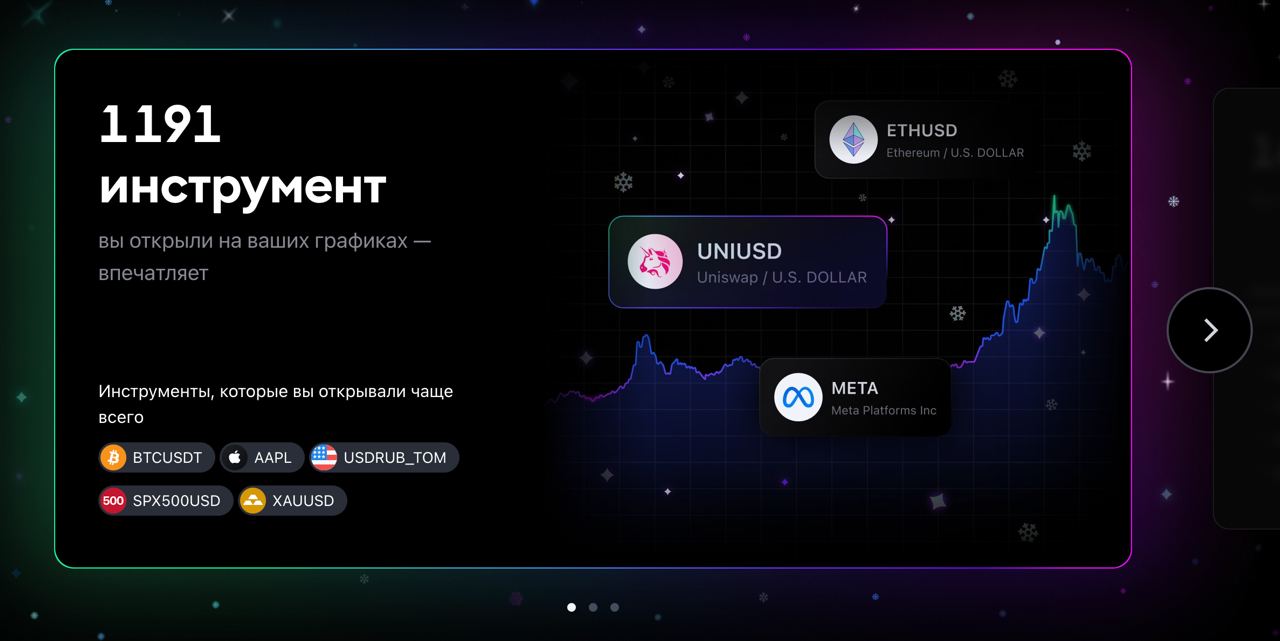 1191
инструмент
вы открыли на ваших графиках —
впечатляет
Инструменты, которые вы открывали чаще
всего
BTCUSDT
AAPL
USDRUB_TOM
500
SPX500USD
XAUUSD
ETHUSD
Ethereum / U.S. DOLLAR
UNIUSD
Uniswap / U.S. DOLLAR
META
Meta Platforms Inc